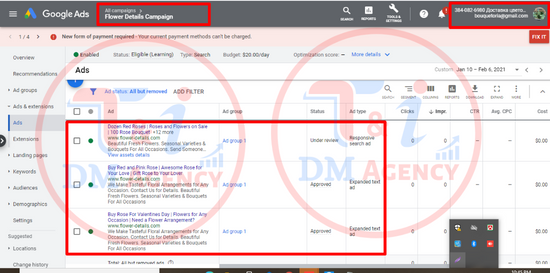 Google Ads
All campaigns >
Flower Details Campaign
SEARCH
REPORTS
TOOLS & SETTINGS
384-692-6980 Доставка цвето...
bouquetoria@gmail.com
1 / 4
New form of payment required - Your current payment methods can't be charged.
FIX IT
Overview
Recommendations
Ad groups
Ads & extensions
Ads
Extensions
Landing pages
Keywords
Audiences
Demographics
Settings
Suggested
Locations
Change history
Enabled
Status: Eligible (Learning)
Type: Search
Budget: $20.00/day
Optimization score: –
More details
Ads
Custom
Jan 10 – Feb 6, 2021
Ad status: All but removed
ADD FILTER
SEARCH
SEGMENT
COLUMNS
REPORTS
DOWNLOAD
EXPAND
MORE
Ad
Ad group
Status
Ad type
Clicks
Impr.
CTR
Avg. CPC
Cost
Dozen Red Roses | Roses and Flowers on Sale
| 100 Rose Bouquet +12 more
www.flower-details.com
Beautiful Fresh Flowers, Seasonal Varieties &
Bouquets For All Occasions. Send Someone...
View assets details
Ad group 1
Under review
Responsive search ad
0
0
–
–
$0.00
Buy Red and Pink Rose | Awesome Rose for
Your Love | Gift Rose to Your Lover
www.flower-details.com
We Make Tasteful Floral Arrangements for Any
Occasion. Contact Us for Details. Beautiful
Fresh Flowers. Seasonal Varieties & Bouquets
For All Occasions
Ad group 1
Approved
Expanded text ad
0
0
–
–
$0.00
Buy Rose For Valentines Day | Flowers for Any
Occasion | Need a Flower Arrangement?
www.flower-details.com
We Make Tasteful Floral Arrangements for Any
Occasion. Contact Us for Details. Beautiful
Fresh Flowers. Seasonal Varieties & Bouquets
For All Occasions
Ad group 1
Approved
Expanded text ad
0
0
$0.00
Total: All but removed ads
DM AGENCY
DM AGENCY
10:45 PM